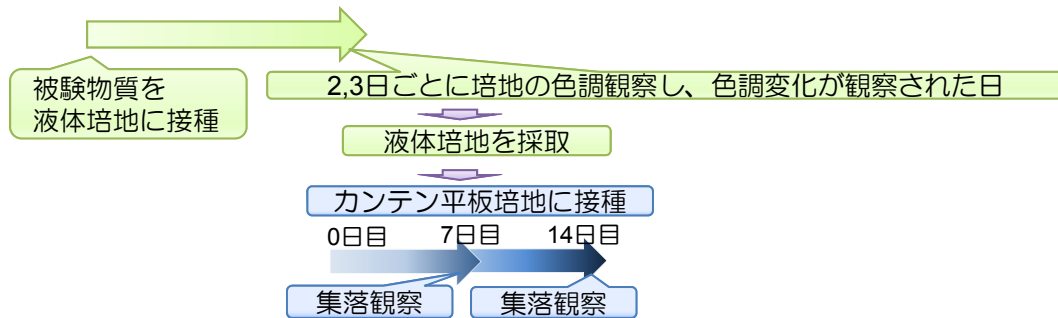 被験物質を
液体培地に接種
2,3日ごとに培地の色調観察し、色調変化が観察された日
液体培地を採取
カンテン平板培地に接種
0日目 7日目 14日目
集落観察 集落観察